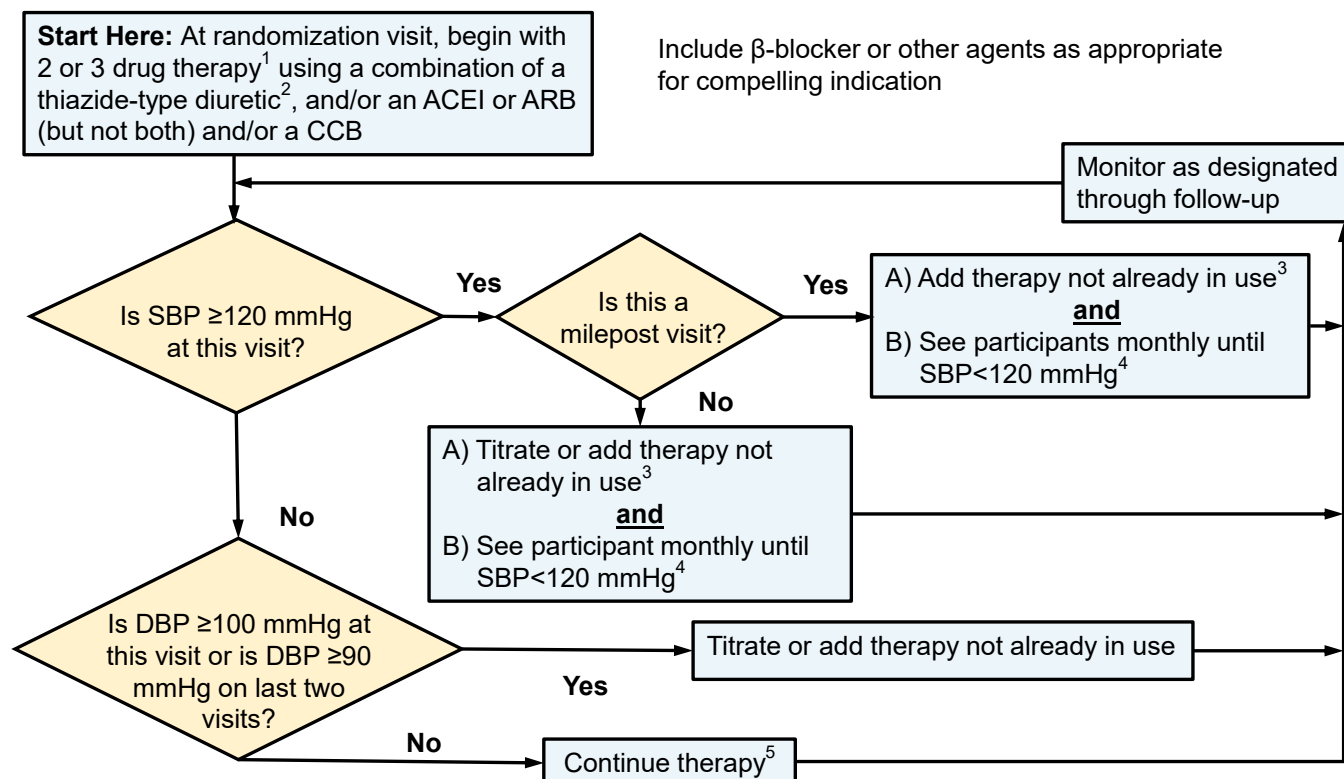 Start Here: At randomization visit, begin with
2 or 3 drug therapy¹ using a combination of a
thiazide-type diuretic², and/or an ACEI or ARB
(but not both) and/or a CCB
Include β-blocker or other agents as appropriate
for compelling indication
Monitor as designated
through follow-up
Is SBP ≥120 mmHg
at this visit?
Yes
Is this a
milepost visit?
Yes
A) Add therapy not already in use³
and
B) See participants monthly until
SBP<120 mmHg⁴
No
A) Titrate or add therapy not
already in use³
and
B) See participant monthly until
SBP<120 mmHg⁴
No
Is DBP ≥100 mmHg at
this visit or is DBP ≥90
mmHg on last two
visits?
Yes
Titrate or add therapy not already in use
No
Continue therapy⁵